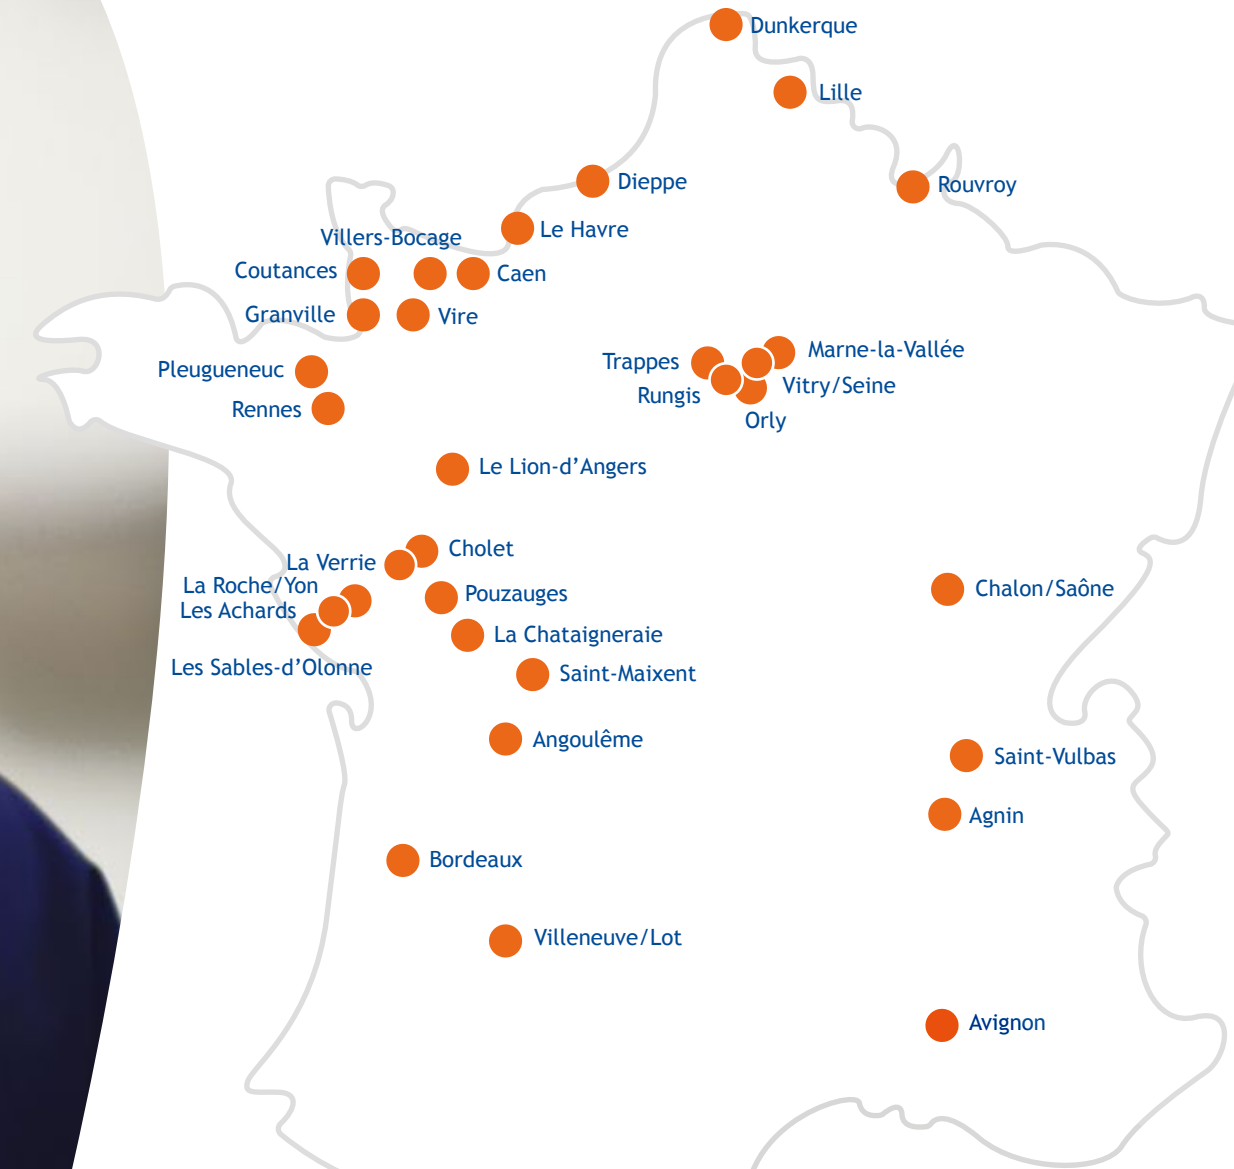 Dunkerque
Lille
Dieppe
Rouvroy
Le Havre
Villers-Bocage
Coutances
Caen
Granville
Vire
Marne-la-Vallée
Trappes
Pleugueneuc
Vitry/Seine
Rungis
Rennes
Orly
Le Lion-d’Angers
Cholet
La Verrie
La Roche/Yon
Chalon/Saône
Pouzauges
Les Achards
La Chataigneraie
Les Sables-d’Olonne
Saint-Maixent
Angoulême
Saint-Vulbas
Agnin
Bordeaux
Villeneuve/Lot
Avignon